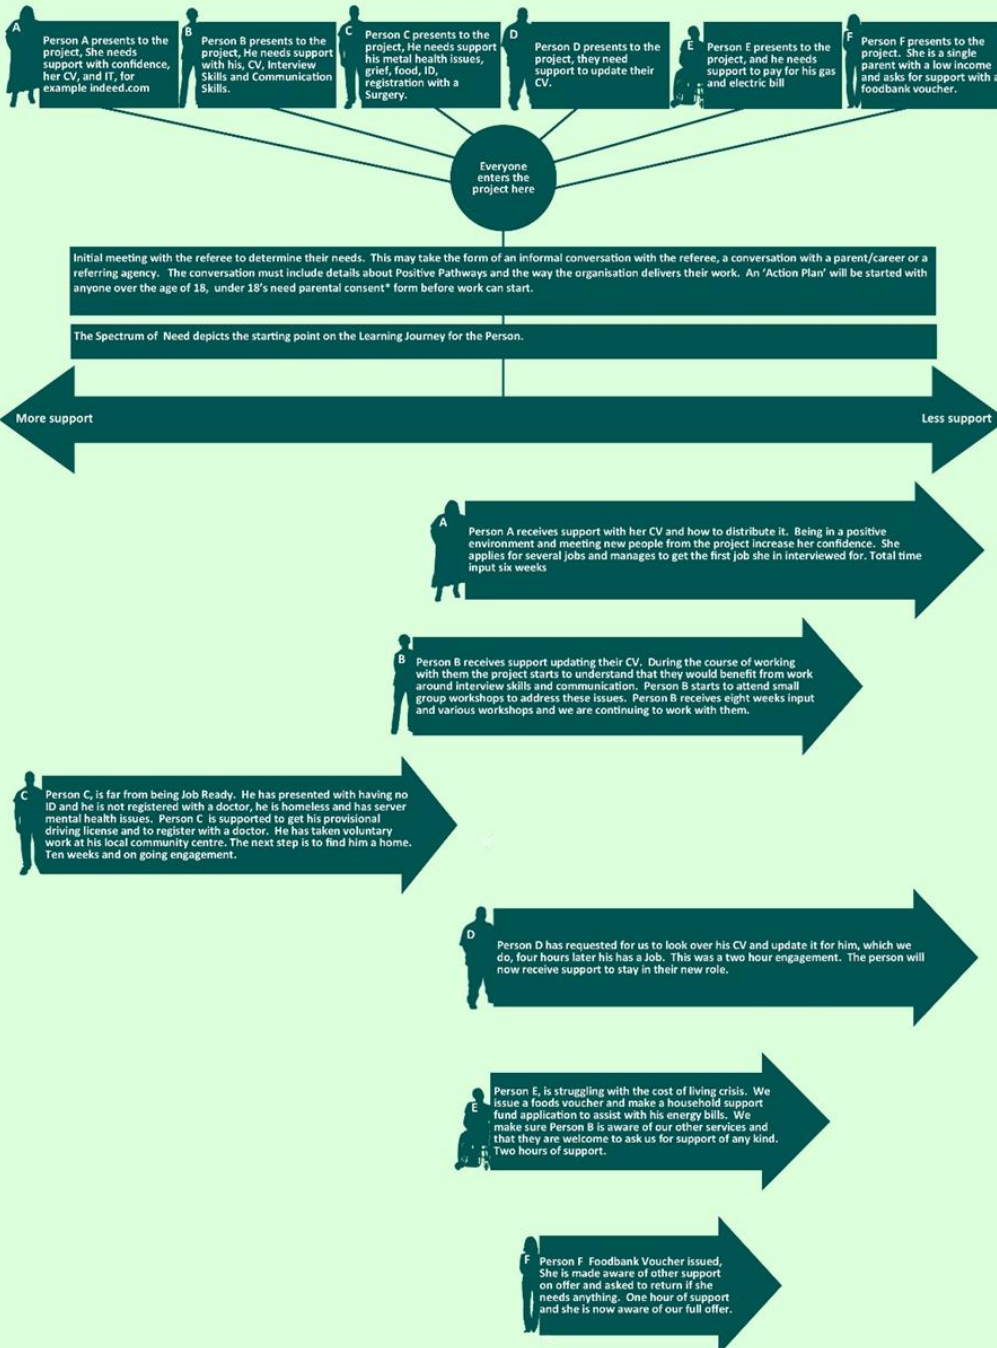 A
Person A presents to the
project, She needs
support with confidence,
her CV, and IT, for
example indeed.com
B
Person B presents to the
project, He needs support
with his, CV, Interview
Skills and Communication
Skills.
C
Person C presents to the
project, He needs support
his metal health issues,
grief, food, ID,
registration with a
Surgery.
D
Person D presents to the
project, they need
support to update their
CV.
E
Person E presents to the
project, and he needs
support to pay for his gas
and electric bill
F
Person F presents to the
project. She is a single
parent with a low income
and asks for support with a
foodbank voucher.
Everyone
enters the
project here
Initial meeting with the referee to determine their needs. This may take the form of an informal conversation with the referee, a conversation with a parent/career or a
referring agency. The conversation must include details about Positive Pathways and the way the organisation delivers their work. An ‘Action Plan’ will be started with
anyone over the age of 18, under 18's need parental consent* form before work can start.
The Spectrum of Need depicts the starting point on the Learning Journey for the Person.
More support
Less support
A
Person A receives support with her CV and how to distribute it. Being in a positive
environment and meeting new people from the project increase her confidence. She
applies for several jobs and manages to get the first job she in interviewed for. Total time
input six weeks
B
Person B receives support updating their CV. During the course of working
with them the project starts to understand that they would benefit from work
around interview skills and communication. Person B starts to attend small
group workshops to address these issues. Person B receives eight weeks input
and various workshops and we are continuing to work with them.
C
Person C, is far from being Job Ready. He has presented with having no
ID and he is not registered with a doctor, he is homeless and has server
mental health issues. Person C is supported to get his provisional
driving license and to register with a doctor. He has taken voluntary
work at his local community centre. The next step is to find him a home.
Ten weeks and on going engagement.
D
Person D has requested for us to look over his CV and update it for him, which we
do, four hours later his has a Job. This was a two hour engagement. The person will
now receive support to stay in their new role.
E
Person E, is struggling with the cost of living crisis. We
issue a foods voucher and make a household support
fund application to assist with his energy bills. We
make sure Person B is aware of our other services and
that they are welcome to ask us for support of any kind.
Two hours of support.
F
Person F Foodbank Voucher issued,
She is made aware of other support
on offer and asked to return if she
needs anything. One hour of support
and she is now aware of our full offer.